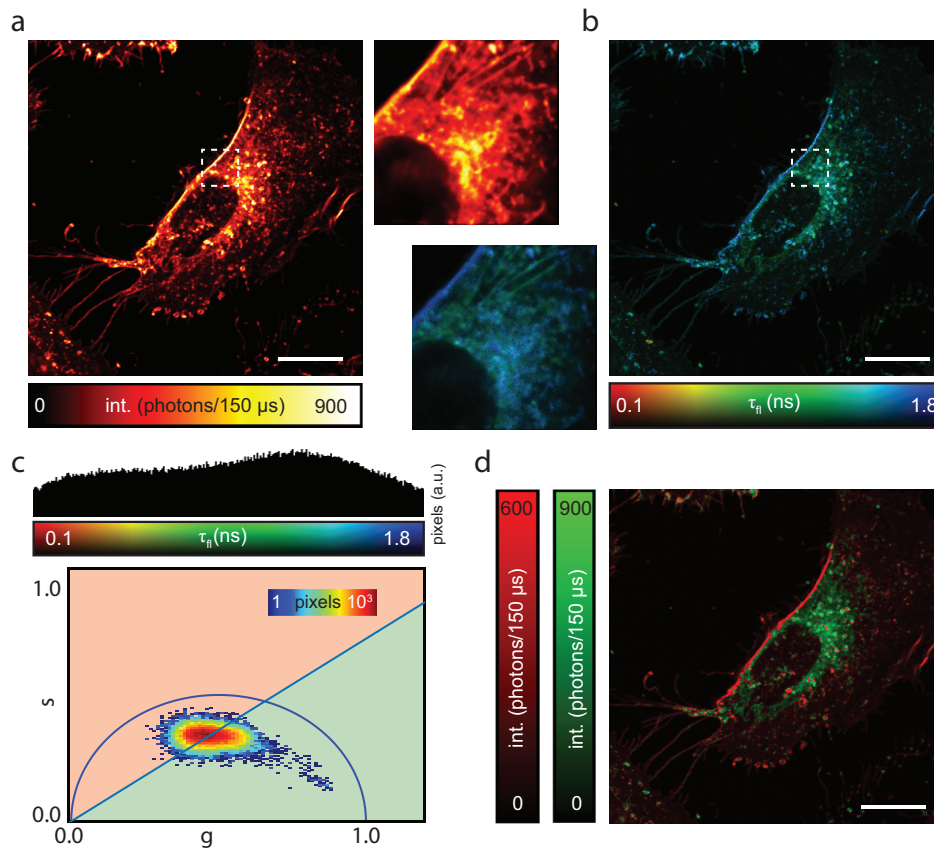 a
b
0 int. (photons/150 µs) 900
0.1 τfl (ns) 1.8
c
pixels (a.u.)
0.1 τfl(ns) 1.8
1.0
1 pixels 10³
s
0.0
0.0 g 1.0
d
600
int. (photons/150 µs)
0
900
int. (photons/150 µs)
0